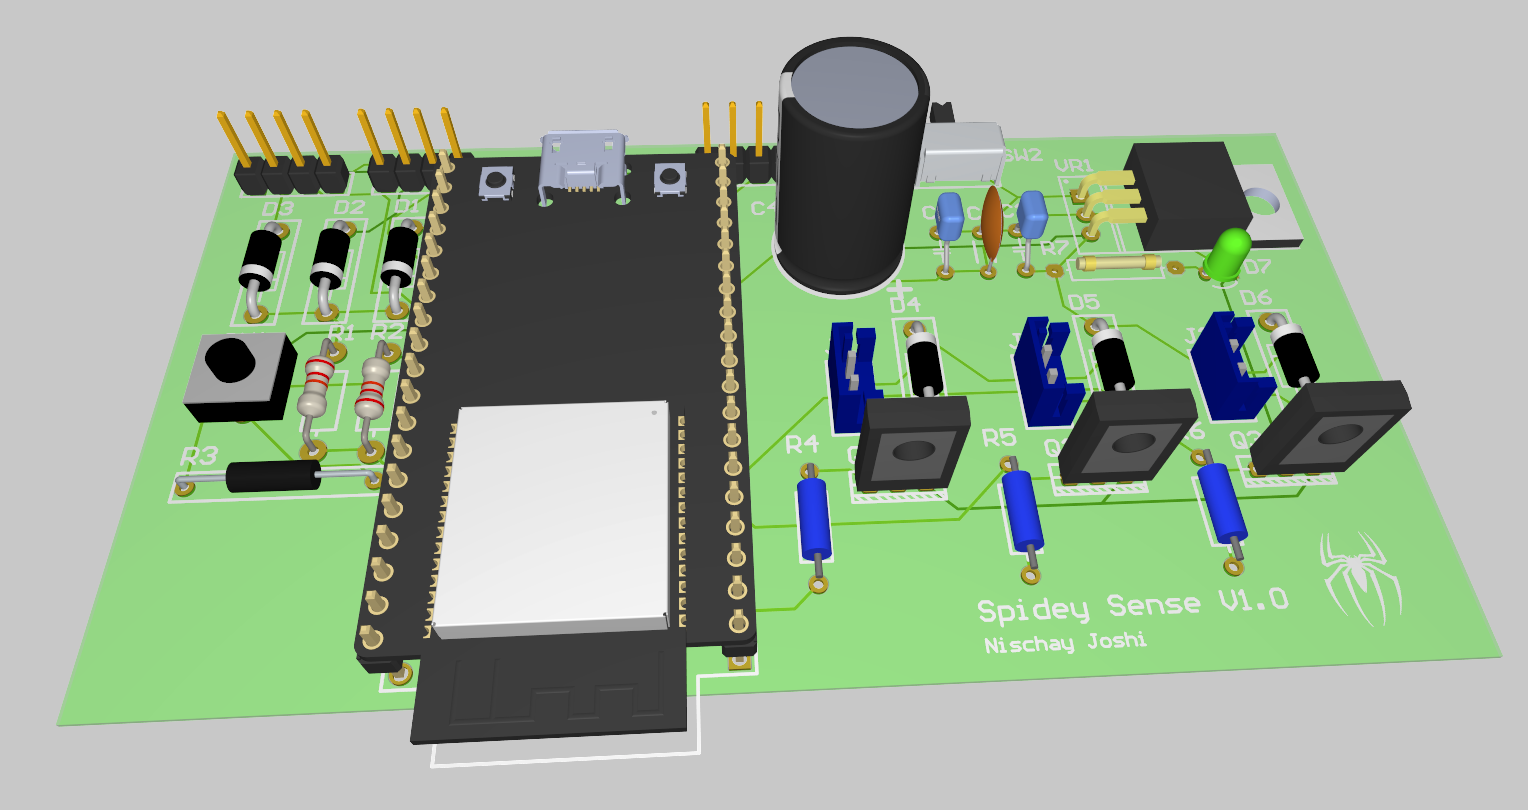 SW2
VR1
D3 D2 D1
C4
R7
D7
D6
D5
D4
R1 R2
R4
R5
R3
Spidey Sense V1.0
Nischay Joshi